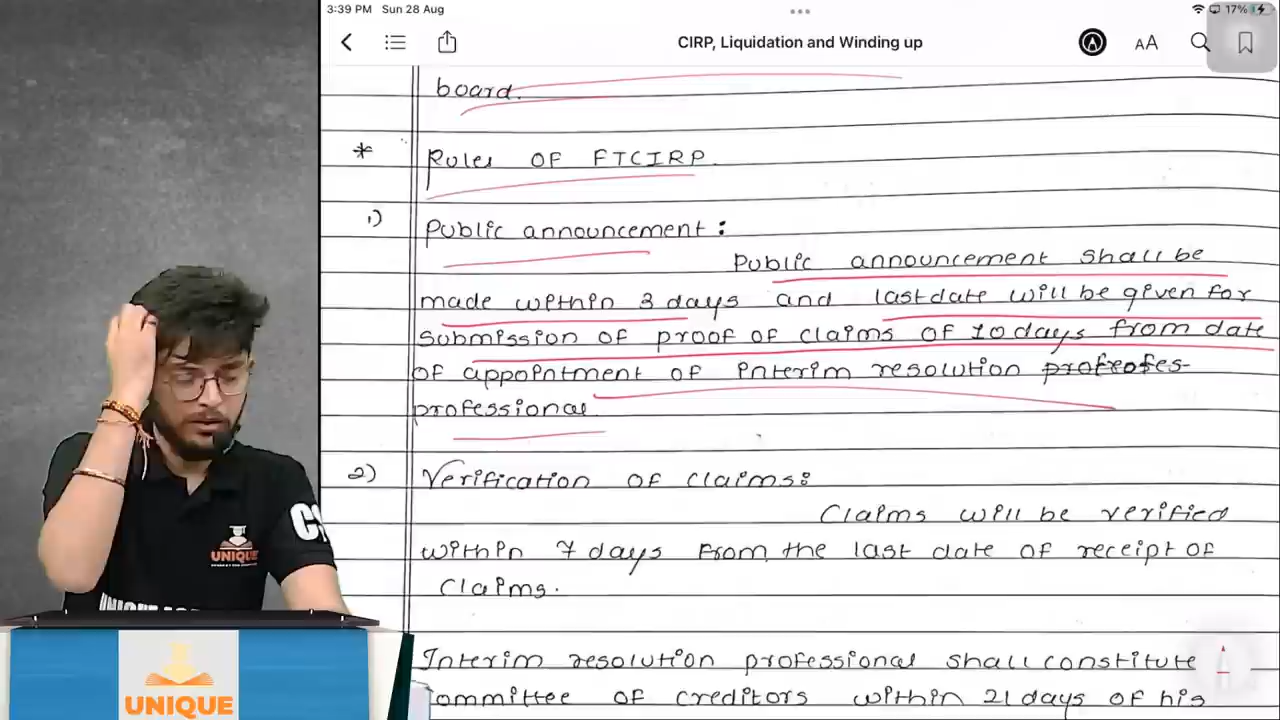 3:39 PM Sun 28 Aug
17%
CIRP, Liquidation and Winding up
AA
board.
* Rules OF FTCIRP.
1) Public announcement :
Public announcement shall be
made within 3 days and last date will be given for
submission of proof of claims of 10 days from date
of appointment of interim resolution
professional
2) Verification of claims:
Claims will be verified
within 7 days from the last date of receipt of
claims.
Interim resolution professional shall constitute
ommittee of creditors within 21 days of his
UNIQUE
UNIQUE